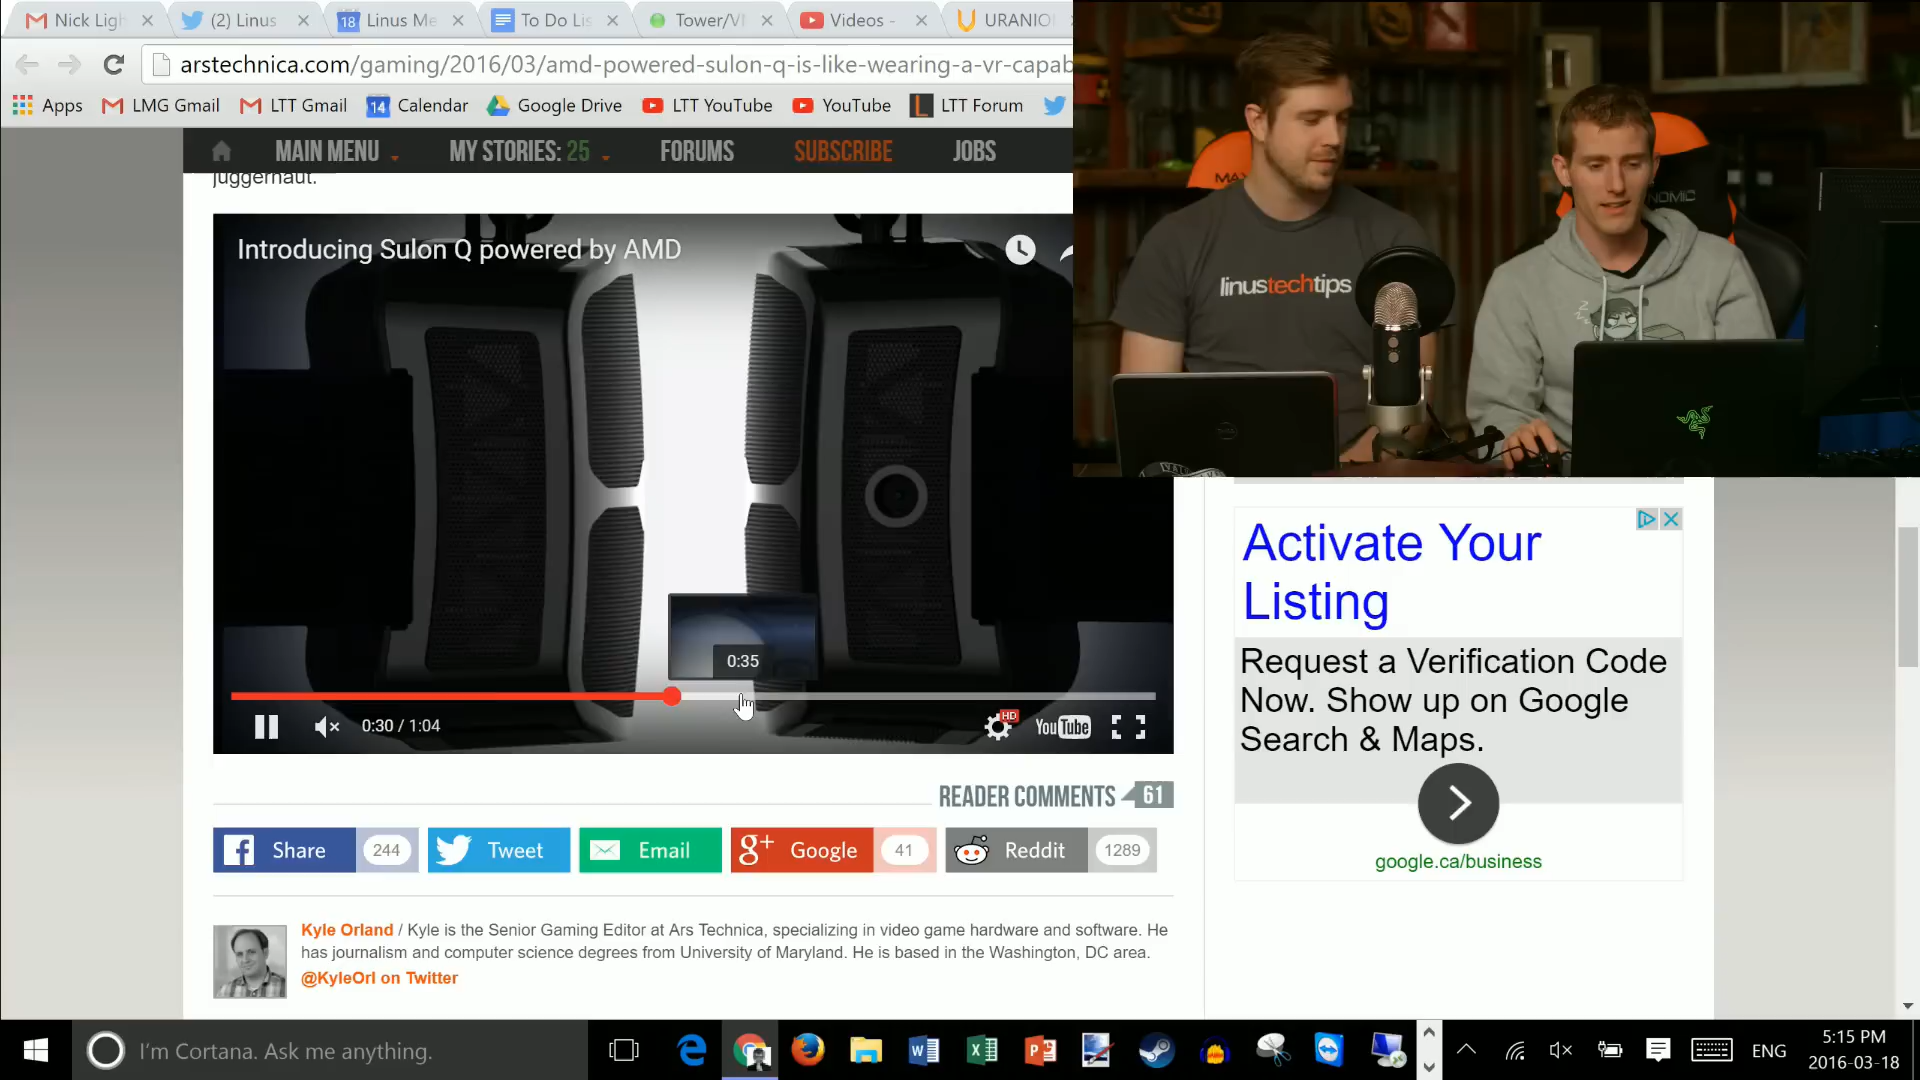 Nick Ligh
(2) Linus
18
Linus Me
To Do Lis
Tower/VI
Videos -
URANIO
arstechnica.com/gaming/2016/03/amd-powered-sulon-q-is-like-wearing-a-vr-capab
Apps
LMG Gmail
LTT Gmail
14
Calendar
Google Drive
LTT YouTube
YouTube
LTT Forum
MAIN MENU
MY STORIES: 25
FORUMS
SUBSCRIBE
JOBS
juggernaut.
Introducing Sulon Q powered by AMD
linustechtips
NOMIC
0:35
0:30 / 1:04
HD
YouTube
Activate Your
Listing
Request a Verification Code
Now. Show up on Google
Search & Maps.
google.ca/business
READER COMMENTS 61
Share 244
Tweet
Email
g+ Google 41
Reddit 1289
Kyle Orland / Kyle is the Senior Gaming Editor at Ars Technica, specializing in video game hardware and software. He
has journalism and computer science degrees from University of Maryland. He is based in the Washington, DC area.
@KyleOrl on Twitter
I'm Cortana. Ask me anything.
ENG
5:15 PM
2016-03-18